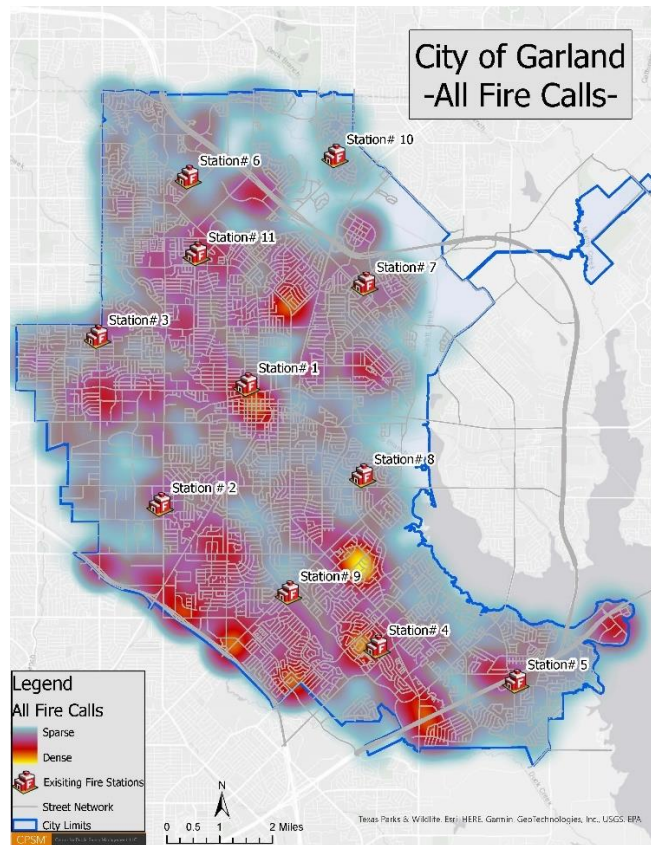 City of Garland
-All Fire Calls-
Station# 10
Station# 6
Station# 11
Station# 7
Station# 3
Station# 1
Station# 8
Station# 2
Station# 9
Station# 4
Station# 5
Legend
All Fire Calls
Sparse
Dense
Exisiting Fire Stations
Street Network
City Limits
CPSM
N
0 0.5 1 2 Miles
Texas Parks & Wildlife, Esri, HERE, Garmin, GeoTechnologies, Inc., USGS, EPA